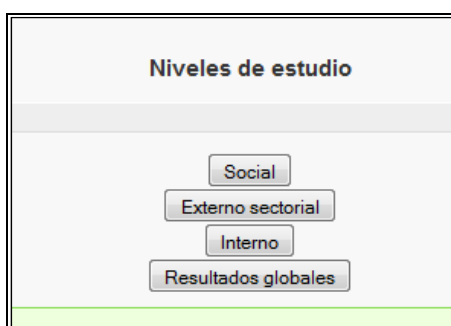 Niveles de estudio
Social
Externo sectorial
Interno
Resultados globales